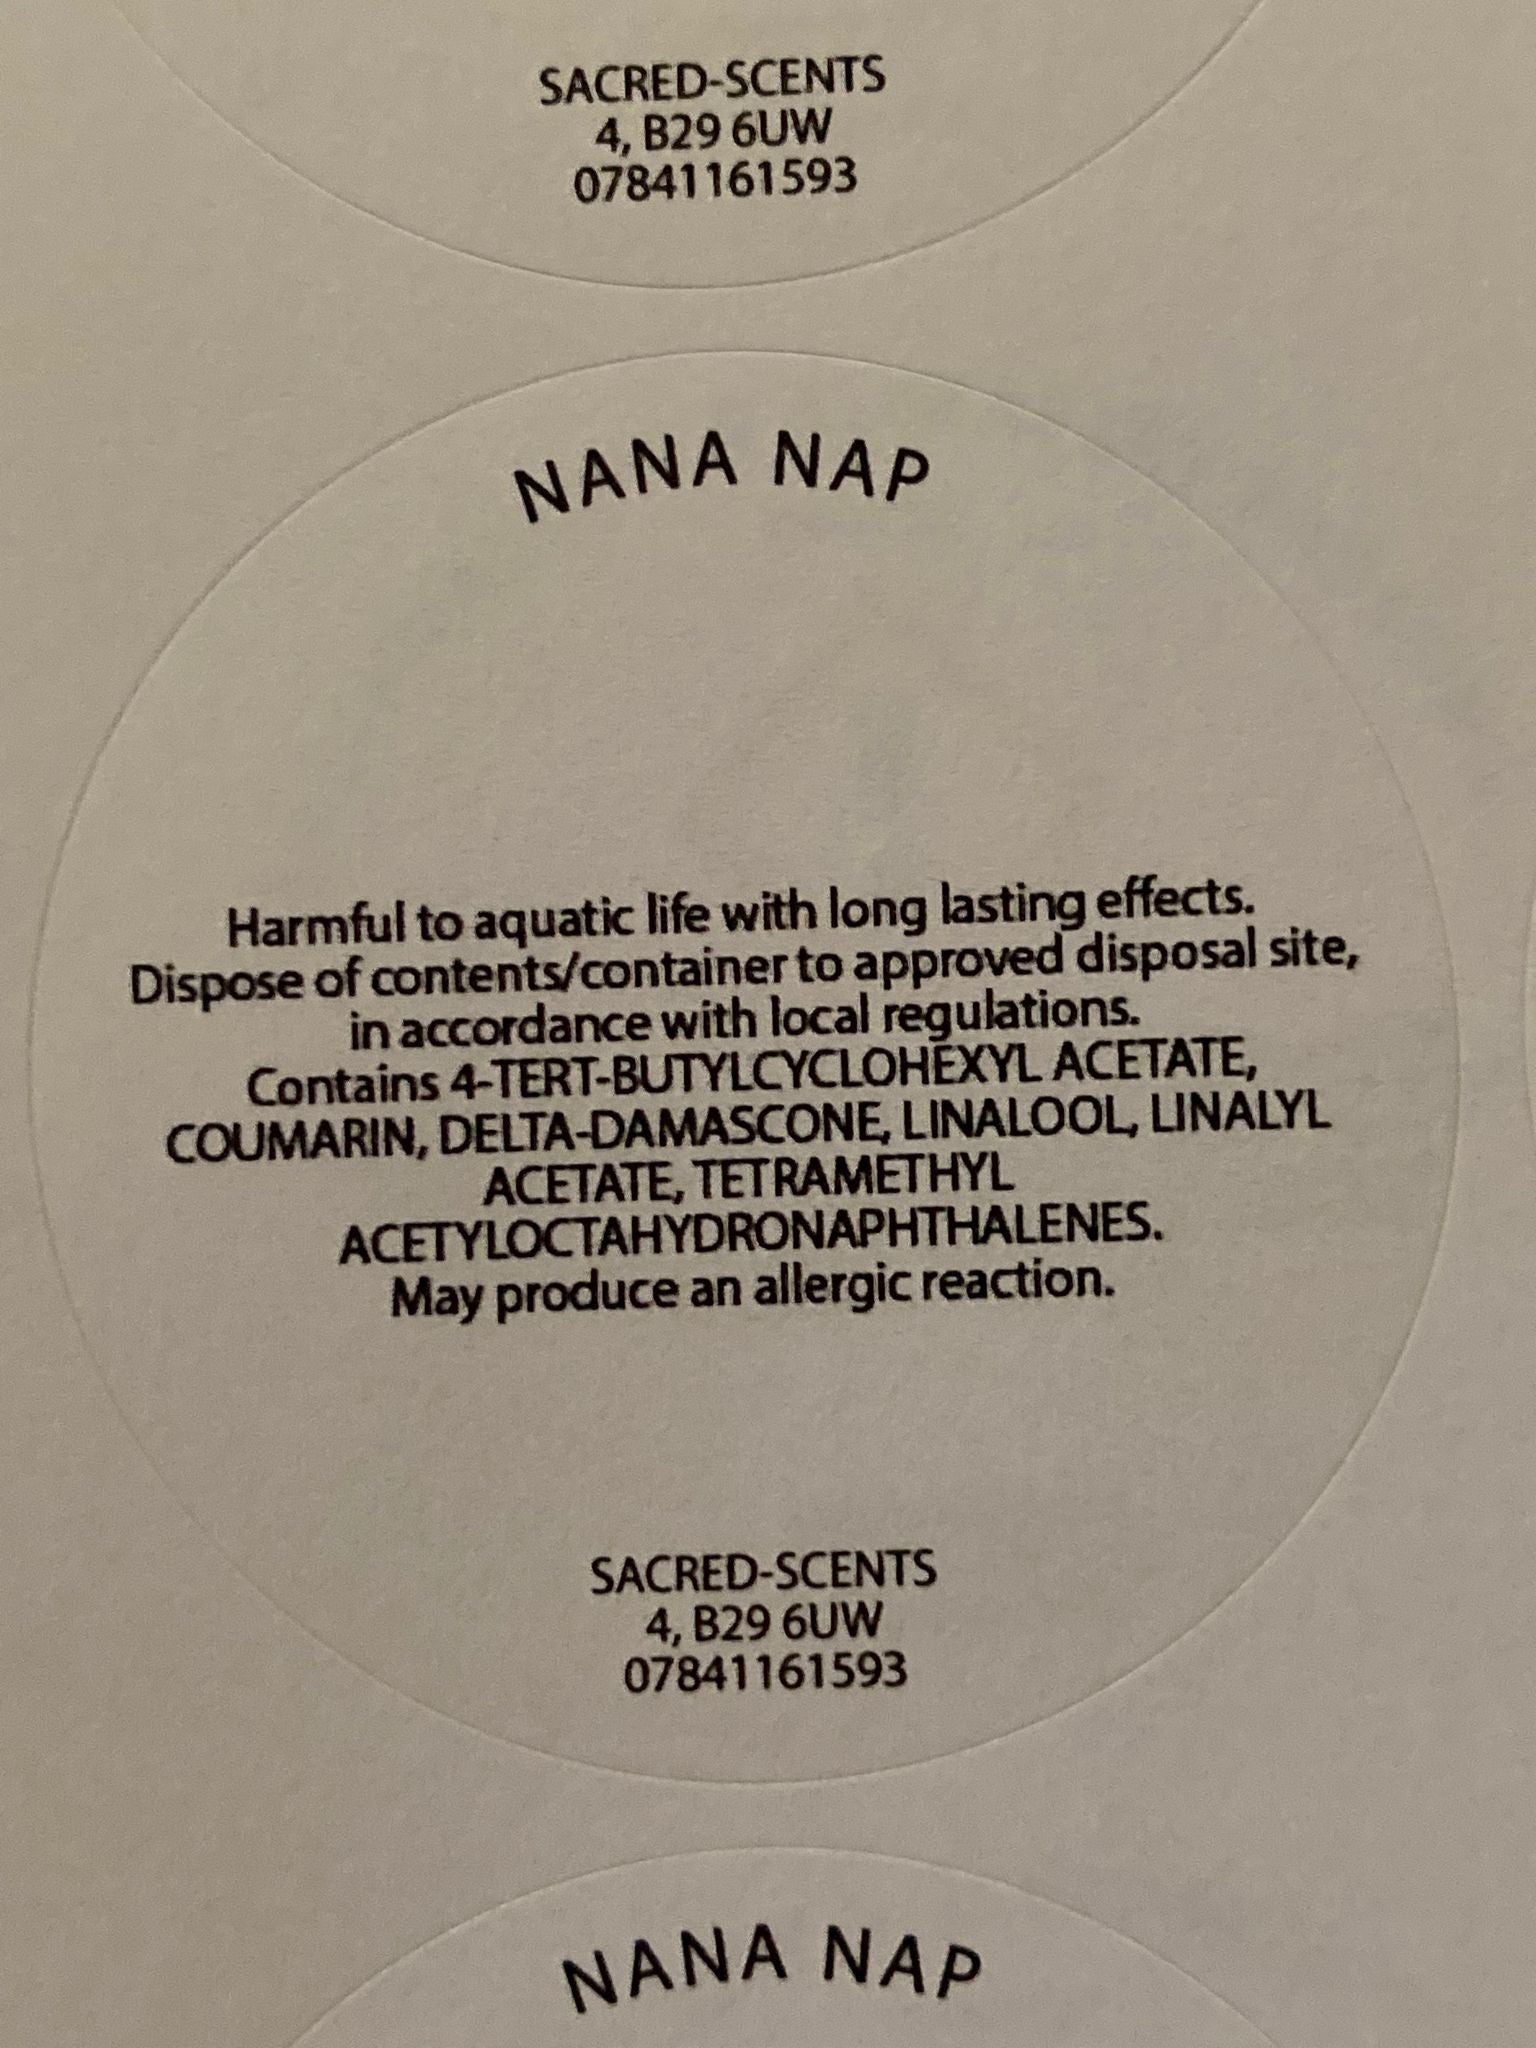 SACRED-SCENTS
4, B29 6UW
07841161593
NANA NAP
Harmful to aquatic life with long lasting effects.
Dispose of contents/container to approved disposal site,
in accordance with local regulations.
Contains 4-TERT-BUTYLCYCLOHEXYL ACETATE,
COUMARIN, DELTA-DAMASCONE, LINALOOL, LINALYL
ACETATE, TETRAMETHYL
ACETYLOCTAHYDRONAPHTHALENES.
May produce an allergic reaction.
SACRED-SCENTS
4, B29 6UW
07841161593
NANA NAP